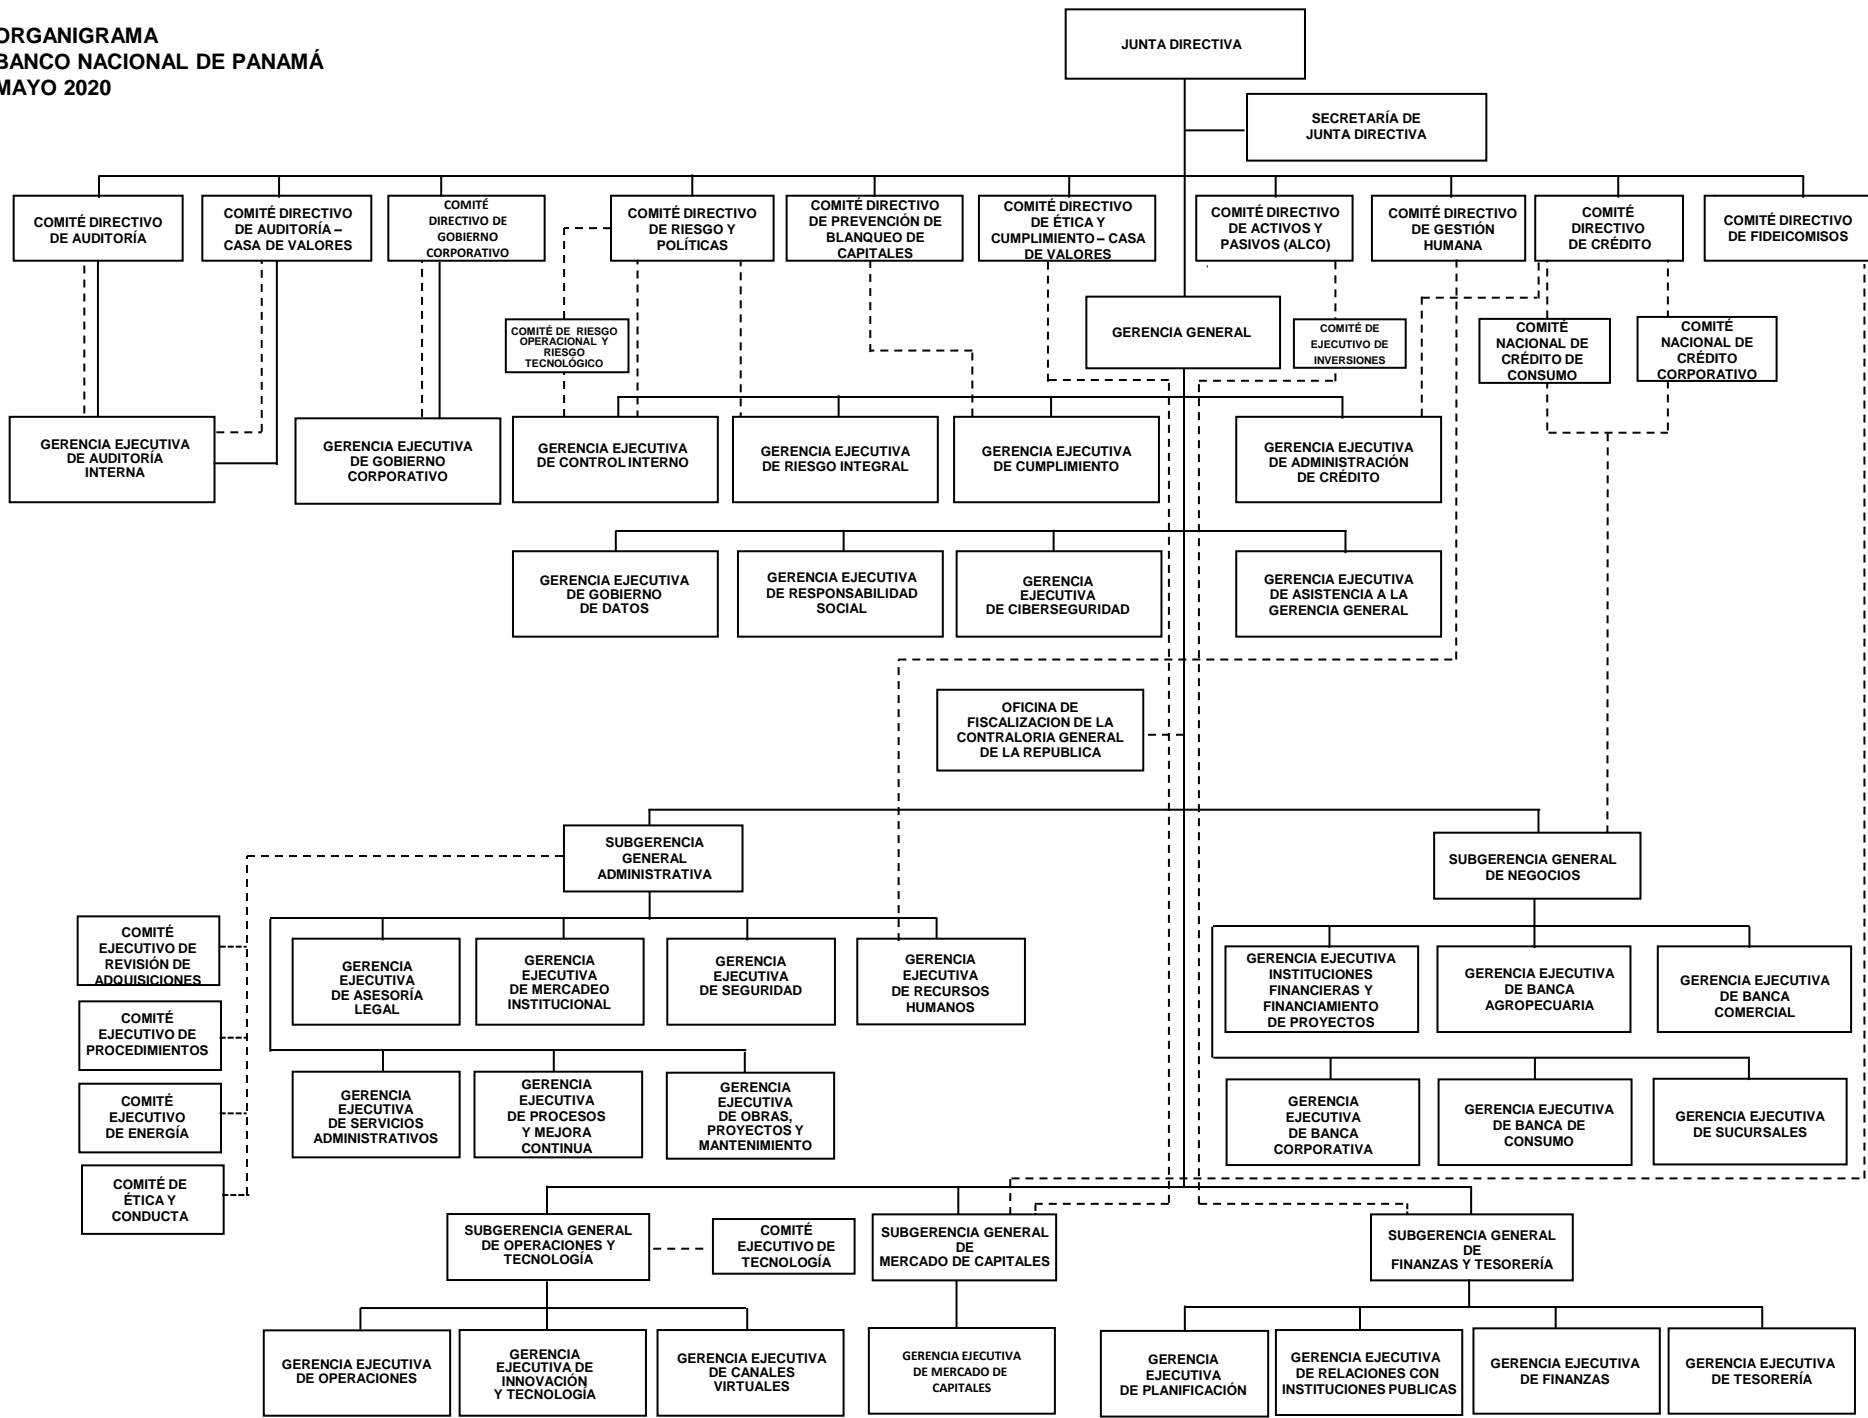 ORGANIGRAMA
BANCO NACIONAL DE PANAMÁ
MAYO 2020
JUNTA DIRECTIVA
SECRETARÍA DE
JUNTA DIRECTIVA
COMITÉ DIRECTIVO
DE AUDITORÍA
COMITÉ DIRECTIVO
DE AUDITORÍA –
CASA DE VALORES
COMITÉ
DIRECTIVO DE
GOBIERNO
CORPORATIVO
COMITÉ DIRECTIVO
DE RIESGO Y
POLÍTICAS
COMITÉ DIRECTIVO
DE PREVENCIÓN DE
BLANQUEO DE
CAPITALES
COMITÉ DIRECTIVO
DE ÉTICA Y
CUMPLIMIENTO – CASA
DE VALORES
COMITÉ DIRECTIVO
DE ACTIVOS Y
PASIVOS (ALCO)
COMITÉ DIRECTIVO
DE GESTIÓN
HUMANA
COMITÉ
DIRECTIVO
DE CRÉDITO
COMITÉ DIRECTIVO
DE FIDEICOMISOS
COMITÉ DE RIESGO
OPERACIONAL Y
RIESGO
TECNOLÓGICO
GERENCIA GENERAL
COMITÉ DE
EJECUTIVO DE
INVERSIONES
COMITÉ
NACIONAL DE
CRÉDITO DE
CONSUMO
COMITÉ
NACIONAL DE
CRÉDITO
CORPORATIVO
GERENCIA EJECUTIVA
DE AUDITORÍA
INTERNA
GERENCIA EJECUTIVA
DE GOBIERNO
CORPORATIVO
GERENCIA EJECUTIVA
DE CONTROL INTERNO
GERENCIA EJECUTIVA
DE RIESGO INTEGRAL
GERENCIA EJECUTIVA
DE CUMPLIMIENTO
GERENCIA EJECUTIVA
DE ADMINISTRACIÓN
DE CRÉDITO
GERENCIA EJECUTIVA
DE GOBIERNO
DE DATOS
GERENCIA EJECUTIVA
DE RESPONSABILIDAD
SOCIAL
GERENCIA
EJECUTIVA
DE CIBERSEGURIDAD
GERENCIA EJECUTIVA
DE ASISTENCIA A LA
GERENCIA GENERAL
OFICINA DE
FISCALIZACION DE LA
CONTRALORIA GENERAL
DE LA REPUBLICA
SUBGERENCIA
GENERAL
ADMINISTRATIVA
SUBGERENCIA GENERAL
DE NEGOCIOS
COMITÉ
EJECUTIVO DE
REVISIÓN DE
ADQUISICIONES
COMITÉ
EJECUTIVO DE
PROCEDIMIENTOS
COMITÉ
EJECUTIVO
DE ENERGÍA
COMITÉ DE
ÉTICA Y
CONDUCTA
GERENCIA
EJECUTIVA
DE ASESORÍA
LEGAL
GERENCIA
EJECUTIVA
DE MERCADEO
INSTITUCIONAL
GERENCIA
EJECUTIVA
DE SEGURIDAD
GERENCIA
EJECUTIVA
DE RECURSOS
HUMANOS
GERENCIA EJECUTIVA
INSTITUCIONES
FINANCIERAS Y
FINANCIAMIENTO
DE PROYECTOS
GERENCIA EJECUTIVA
DE BANCA
AGROPECUARIA
GERENCIA EJECUTIVA
DE BANCA
COMERCIAL
GERENCIA
EJECUTIVA
DE SERVICIOS
ADMINISTRATIVOS
GERENCIA
EJECUTIVA
DE PROCESOS
Y MEJORA
CONTINUA
GERENCIA
EJECUTIVA
DE OBRAS,
PROYECTOS Y
MANTENIMIENTO
GERENCIA
EJECUTIVA
DE BANCA
CORPORATIVA
GERENCIA EJECUTIVA
DE BANCA DE
CONSUMO
GERENCIA EJECUTIVA
DE SUCURSALES
SUBGERENCIA GENERAL
DE OPERACIONES Y
TECNOLOGÍA
COMITÉ
EJECUTIVO DE
TECNOLOGÍA
SUBGERENCIA GENERAL
DE
MERCADO DE CAPITALES
SUBGERENCIA GENERAL
DE
FINANZAS Y TESORERÍA
GERENCIA EJECUTIVA
DE OPERACIONES
GERENCIA
EJECUTIVA DE
INNOVACIÓN
Y TECNOLOGÍA
GERENCIA EJECUTIVA
DE CANALES
VIRTUALES
GERENCIA EJECUTIVA
DE MERCADO DE
CAPITALES
GERENCIA
EJECUTIVA
DE PLANIFICACIÓN
GERENCIA EJECUTIVA
DE RELACIONES CON
INSTITUCIONES PUBLICAS
GERENCIA EJECUTIVA
DE FINANZAS
GERENCIA EJECUTIVA
DE TESORERÍA